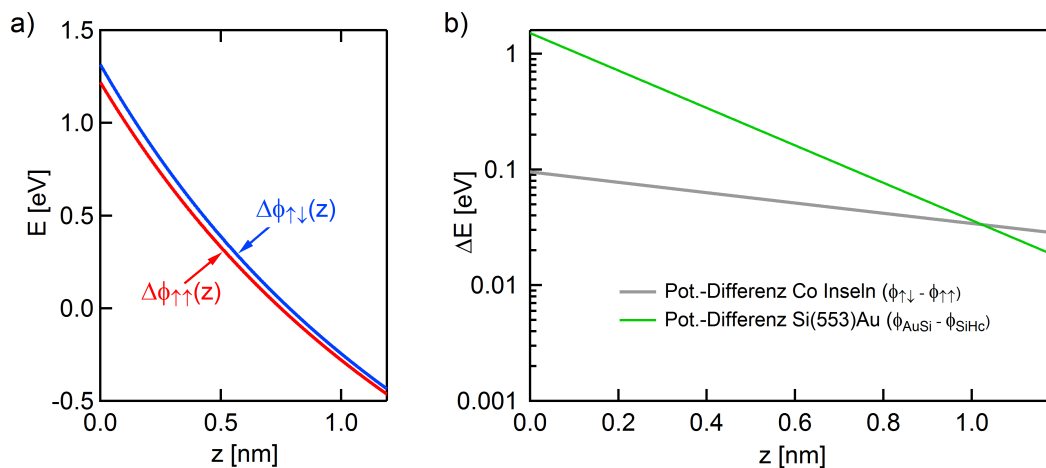 a)
E [eV]
1.5
1.0
0.5
0.0
-0.5
Δϕ↑↓(z)
Δϕ↑↑(z)
0.0 0.5 1.0
z [nm]
b)
ΔE [eV]
1
0.1
0.01
0.001
Pot.-Differenz Co Inseln (ϕ↑↓ - ϕ↑↑)
Pot.-Differenz Si(553)Au (ϕAuSi - ϕSiHc)
0.0 0.2 0.4 0.6 0.8 1.0
z [nm]